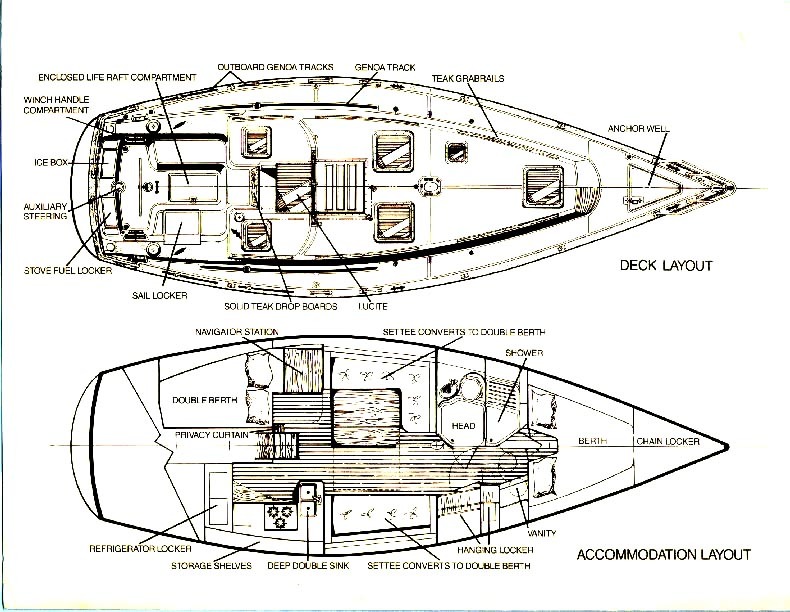 OUTBOARD GENOA TRACKS
GENOA TRACK
ENCLOSED LIFE RAFT COMPARTMENT
TEAK GRABRAILS
WINCH HANDLE
COMPARTMENT
ANCHOR WELL
ICE BOX
AUXILIARY
STEERING
STOVE FUEL LOCKER
DECK LAYOUT
SAIL LOCKER
SOLID TEAK DROP BOARDS
LUCITE
NAVIGATOR STATION
SETTEE CONVERTS TO DOUBLE BERTH
SHOWER
DOUBLE BERTH
HEAD
PRIVACY CURTAIN
BERTH
CHAIN LOCKER
VANITY
REFRIGERATOR LOCKER
HANGING LOCKER
ACCOMMODATION LAYOUT
STORAGE SHELVES
DEEP DOUBLE SINK
SETTEE CONVERTS TO DOUBLE BERTH